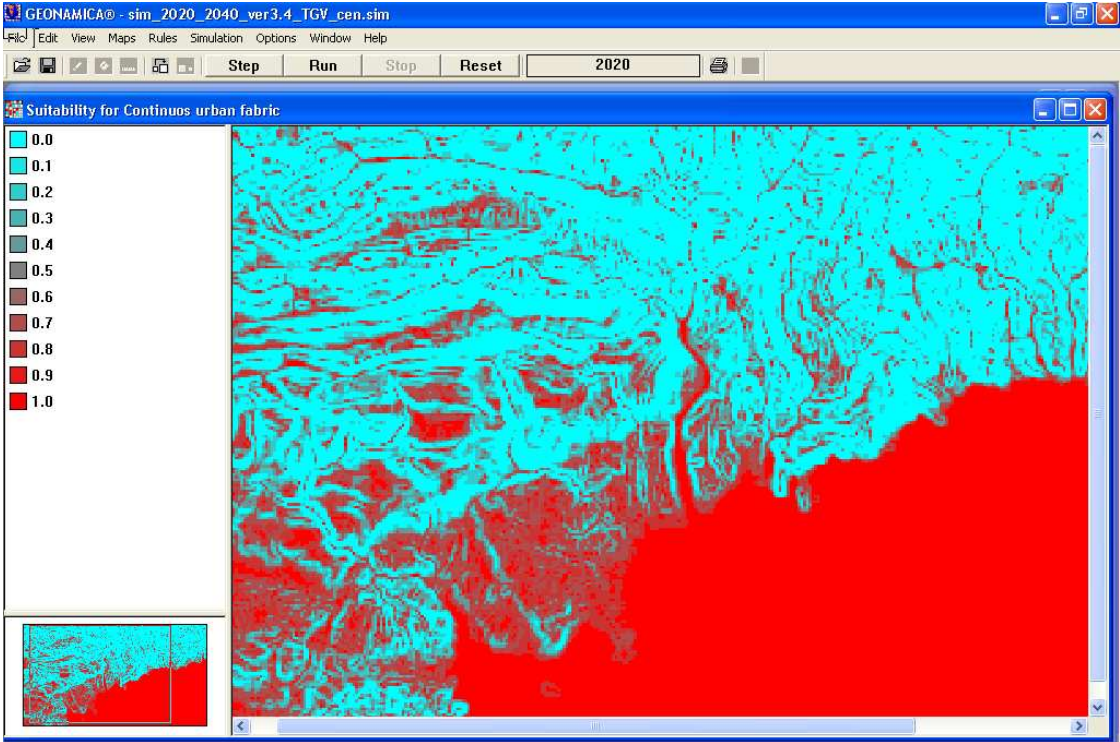 GEONAMICA® - sim_2020_2040_ver3.4_TGV_cen.sim
File Edit View Maps Rules Simulation Options Window Help
Step Run Stop Reset 2020
Suitability for Continuos urban fabric
0.0
0.1
0.2
0.3
0.4
0.5
0.6
0.7
0.8
0.9
1.0